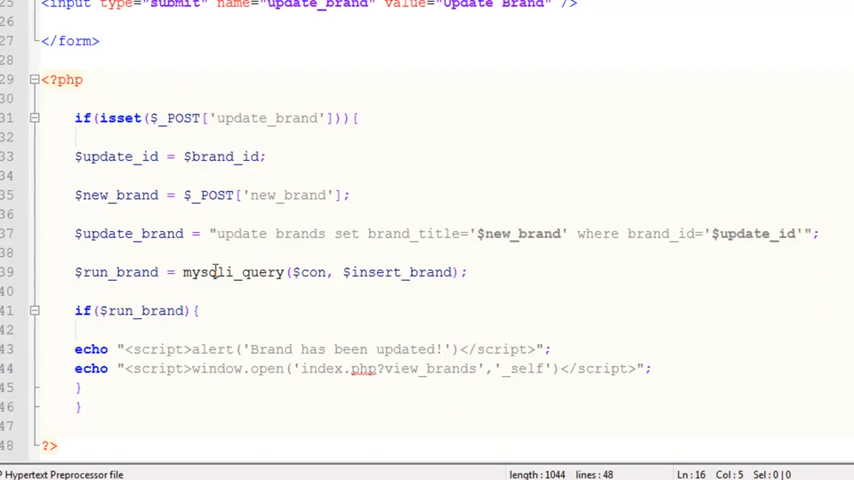 25 <input type="submit" name="update_brand" value="Update Brand" />
26
27 </form>
28
29 <?php
30
31 if(isset($_POST['update_brand'])){
32
33 $update_id = $brand_id;
34
35 $new_brand = $_POST['new_brand'];
36
37 $update_brand = "update brands set brand_title='$new_brand' where brand_id='$update_id'";
38
39 $run_brand = mysqli_query($con, $insert_brand);
40
41 if($run_brand){
42
43 echo "<script>alert('Brand has been updated!')</script>";
44 echo "<script>window.open('index.php?view_brands','_self')</script>";
45 }
46 }
47
48 ?>
P Hypertext Preprocessor file length : 1044 lines : 48 Ln : 16 Col : 5 Sel : 0 | 0